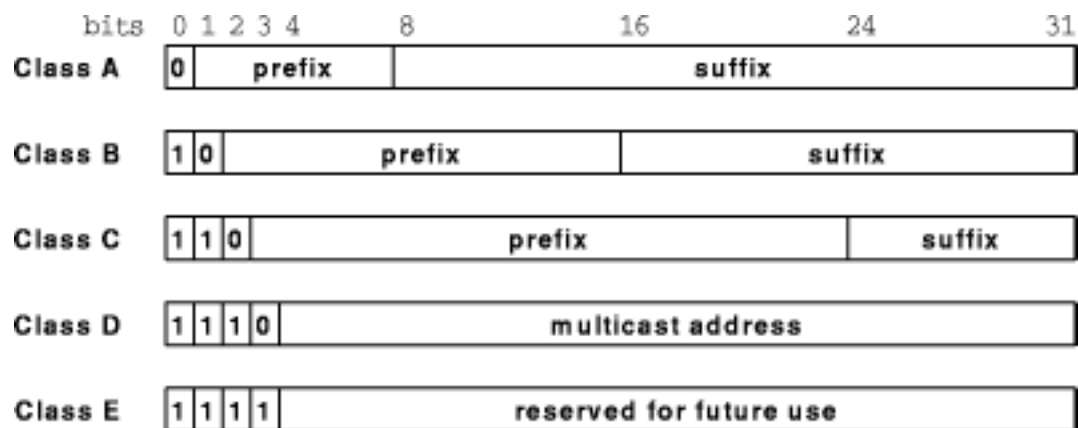 bits 0 1 2 3 4 8 16 24 31
Class A 0 prefix suffix
Class B 1 0 prefix suffix
Class C 1 1 0 prefix suffix
Class D 1 1 1 0 multicast address
Class E 1 1 1 1 reserved for future use